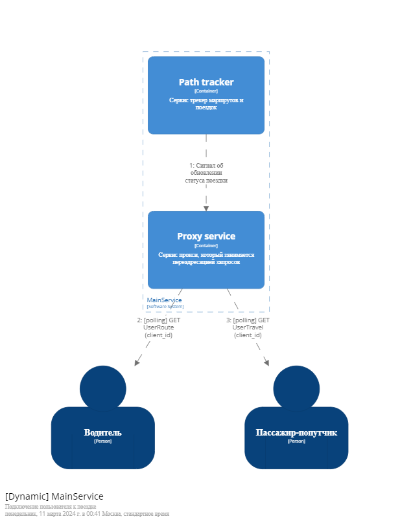 Path tracker
[Container]
Сервис трекер маршрутов и
поездок
1: Сигнал об
обновлении
статуса поездки
Proxy service
[Container]
Сервис прокси, который занимается
переадресацией запросов
MainService
[Software System]
2: [polling] GET
UserRoute
(client_id)
3: [polling] GET
UserTravel
(client_id)
Водитель
[Person]
Пассажир-попутчик
[Person]
[Dynamic] MainService
Подключение пользователя к поездке
понедельник, 11 марта 2024 г. в 00:41 Москва, стандартное время